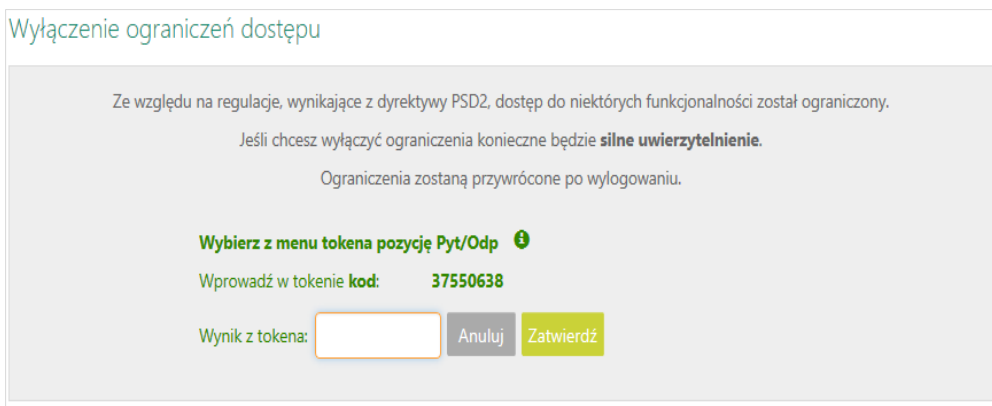 Wyłączenie ograniczeń dostępu
Ze względu na regulacje, wynikające z dyrektywy PSD2, dostęp do niektórych funkcjonalności został ograniczony.
Jeśli chcesz wyłączyć ograniczenia konieczne będzie silne uwierzytelnienie.
Ograniczenia zostaną przywrócone po wylogowaniu.
Wybierz z menu tokena pozycję Pyt/Odp
Wprowadź w tokenie kod: 37550638
Wynik z tokena: Anuluj Zatwierdź